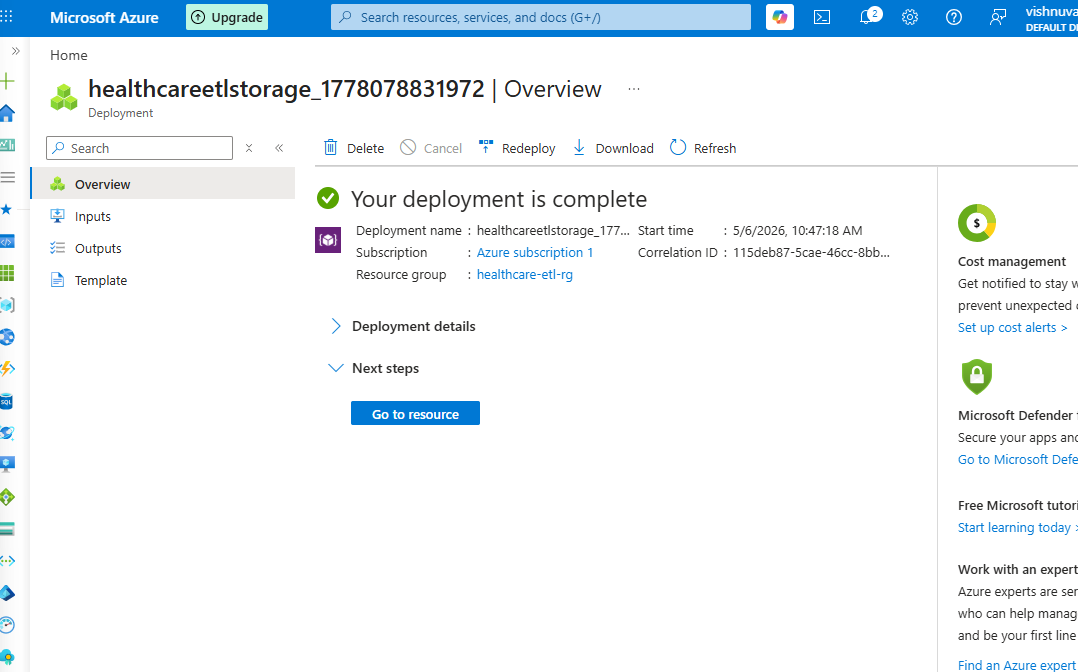 Microsoft Azure
Upgrade
Search resources, services, and docs (G+/)
2
vishnuva
DEFAULT DI
Home
healthcareetlstorage_1778078831972 | Overview ...
Deployment
Search
Delete
Cancel
Redeploy
Download
Refresh
Overview
Inputs
Outputs
Template
Your deployment is complete
Deployment name : healthcareetlstorage_177...
Subscription : Azure subscription 1
Resource group : healthcare-etl-rg
Start time : 5/6/2026, 10:47:18 AM
Correlation ID : 115deb87-5cae-46cc-8bb...
Deployment details
Next steps
Go to resource
$
Cost management
Get notified to stay w
prevent unexpected c
Set up cost alerts >
Microsoft Defender
Secure your apps and
Go to Microsoft Defe
Free Microsoft tutori
Start learning today >
Work with an expert
Azure experts are ser
who can help manag
and be your first line
Find an Azure expert
SQL